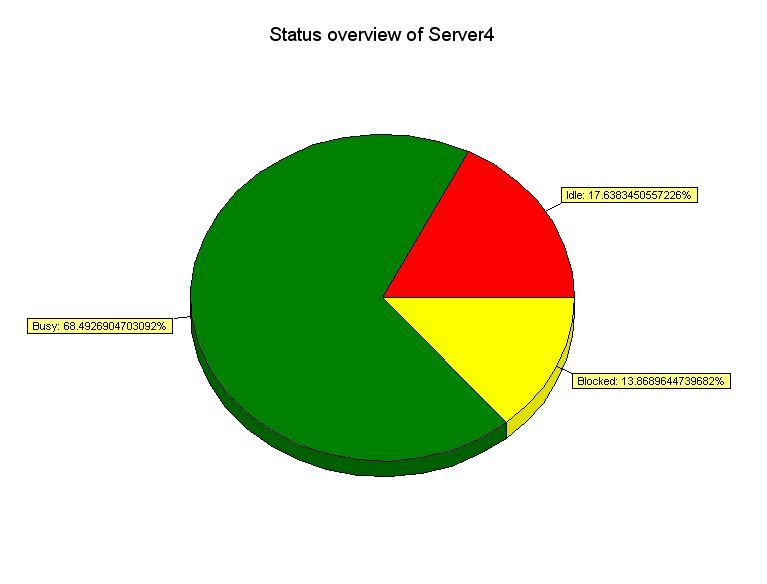 Status overview of Server4
Idle: 17.6383450557226%
Busy: 68.4926904703092%
Blocked: 13.8689644739682%